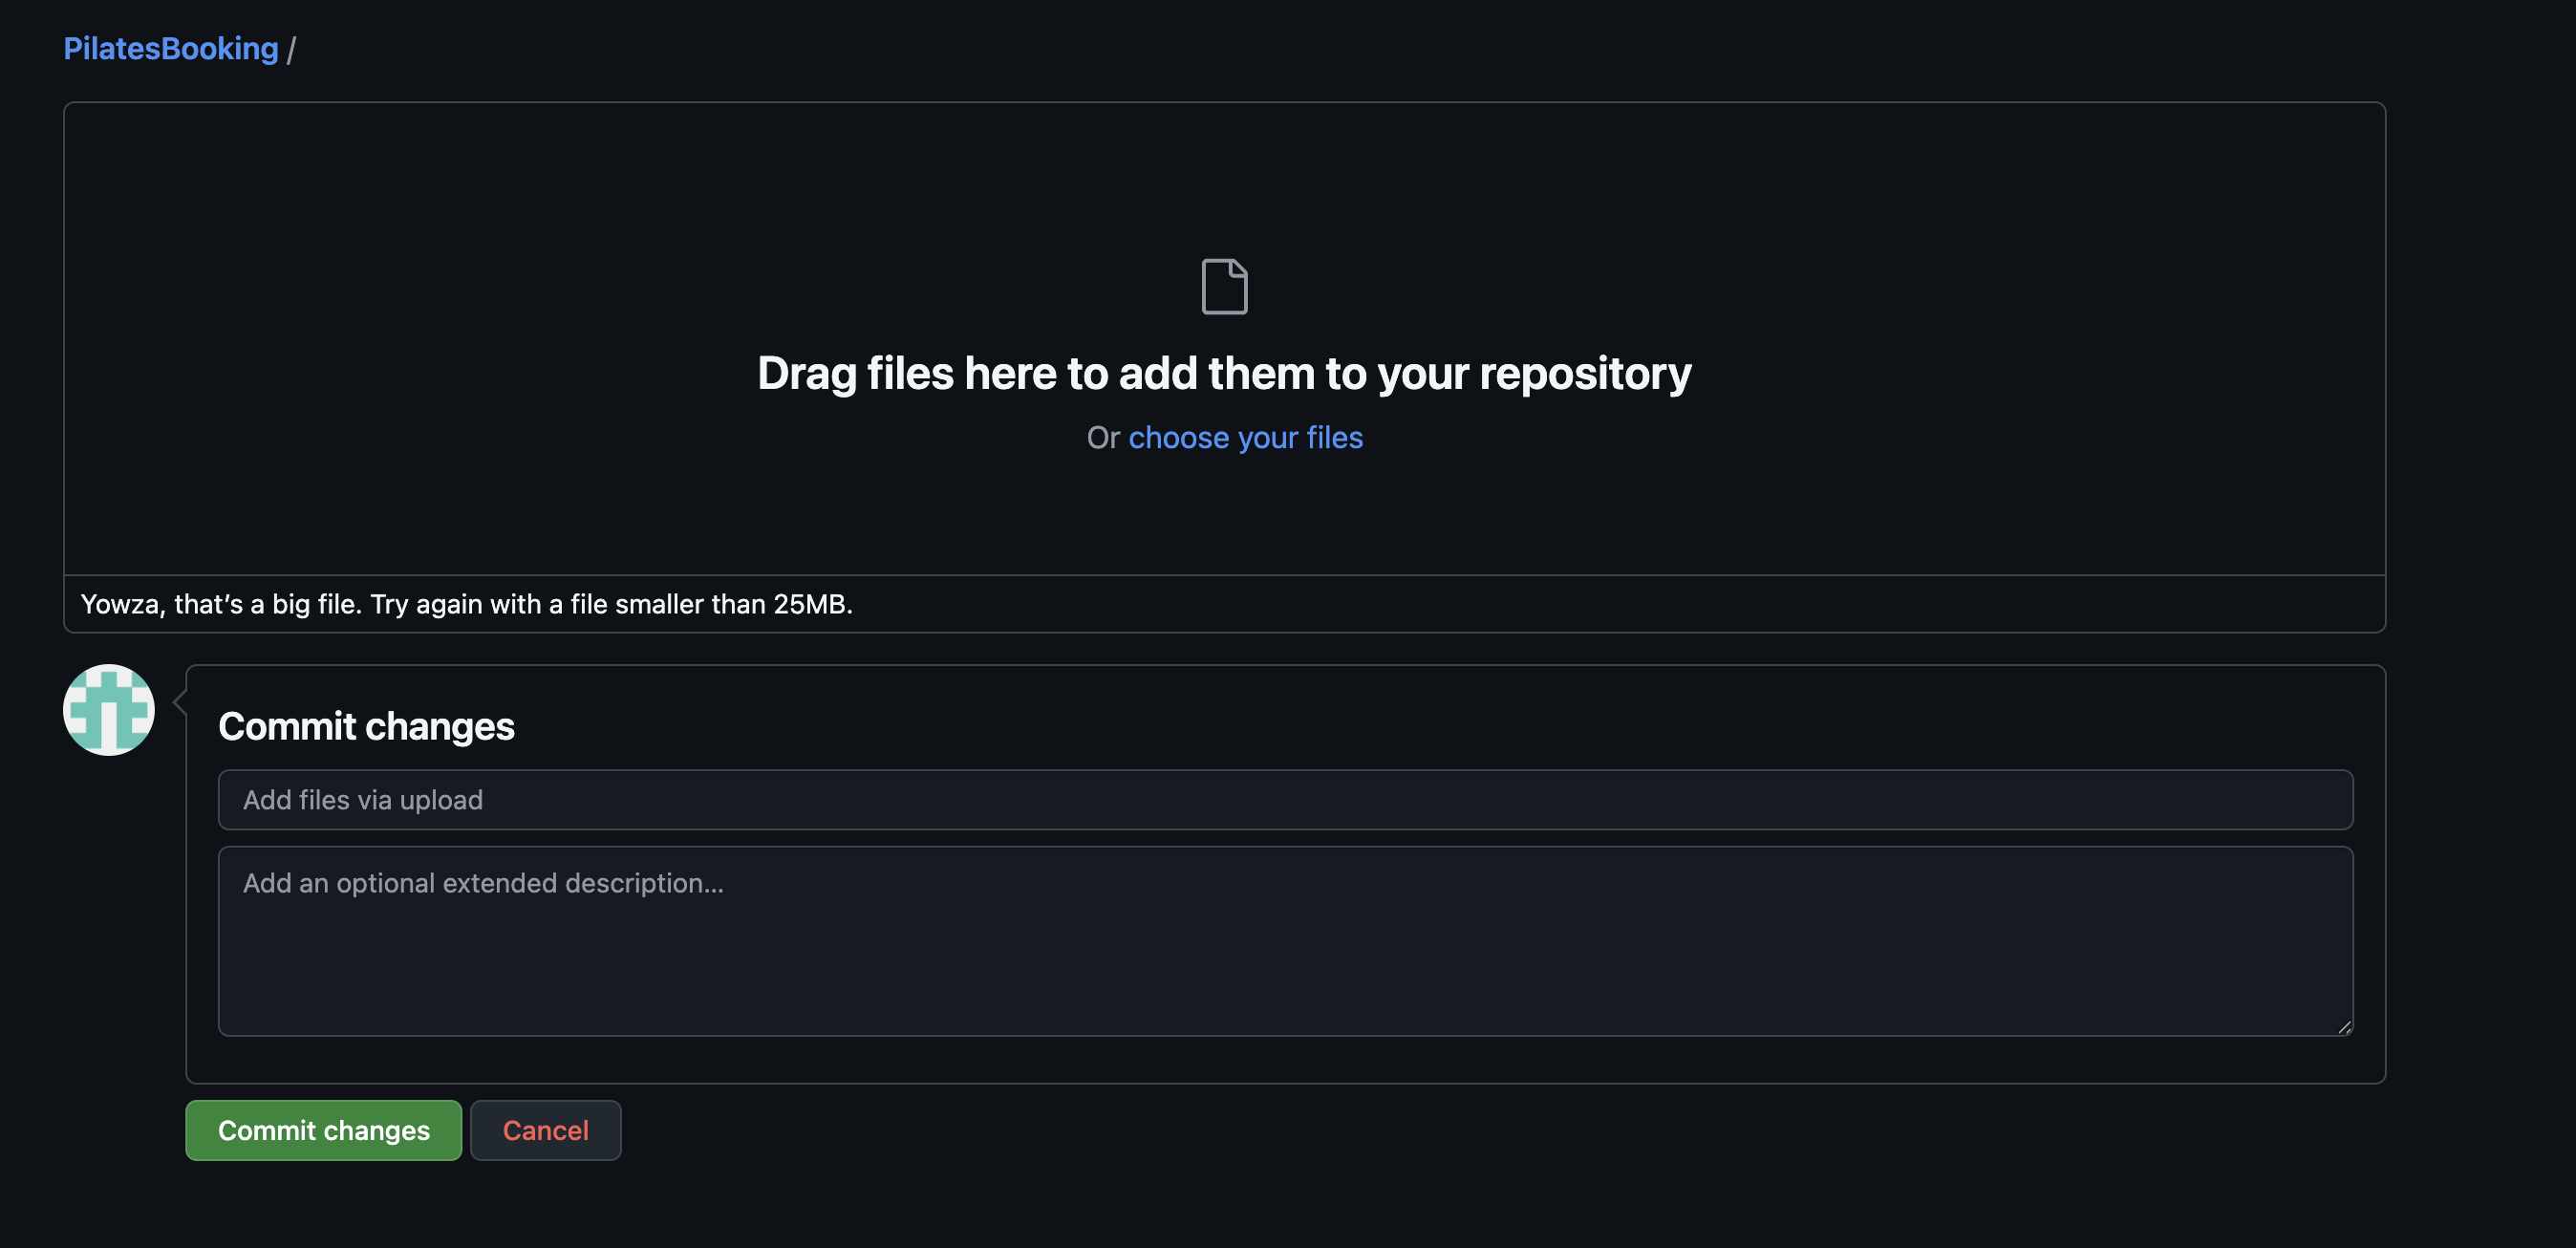 PilatesBooking /
Drag files here to add them to your repository
Or choose your files
Yowza, that’s a big file. Try again with a file smaller than 25MB.
Commit changes
Add files via upload
Add an optional extended description...
Commit changes
Cancel